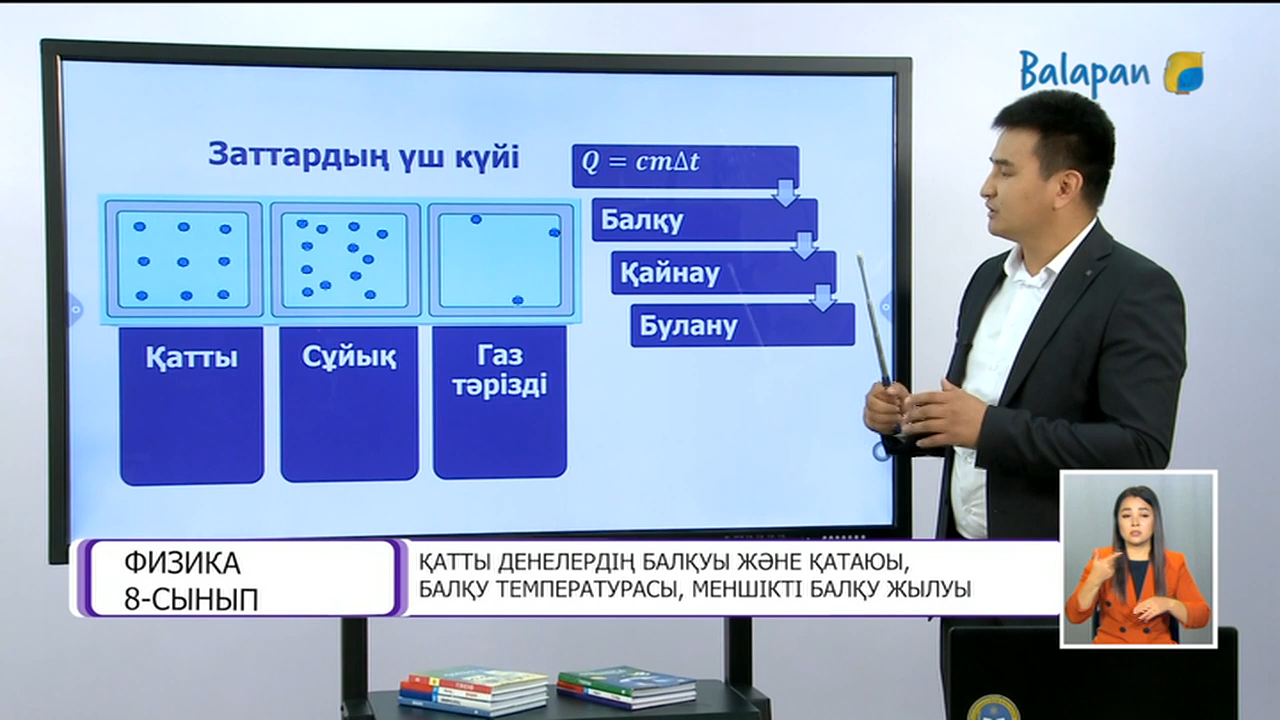 Balapan
Заттардың үш күйі
Q = cmΔt
Балқу
Қайнау
Булану
Қатты
Сұйық
Газ
тәрізді
ФИЗИКА
8-СЫНЫП
ҚАТТЫ ДЕНЕЛЕРДІҢ БАЛҚУЫ ЖӘНЕ ҚАТАЮЫ,
БАЛҚУ ТЕМПЕРАТУРАСЫ, МЕНШІКТІ БАЛҚУ ЖЫЛУЫ